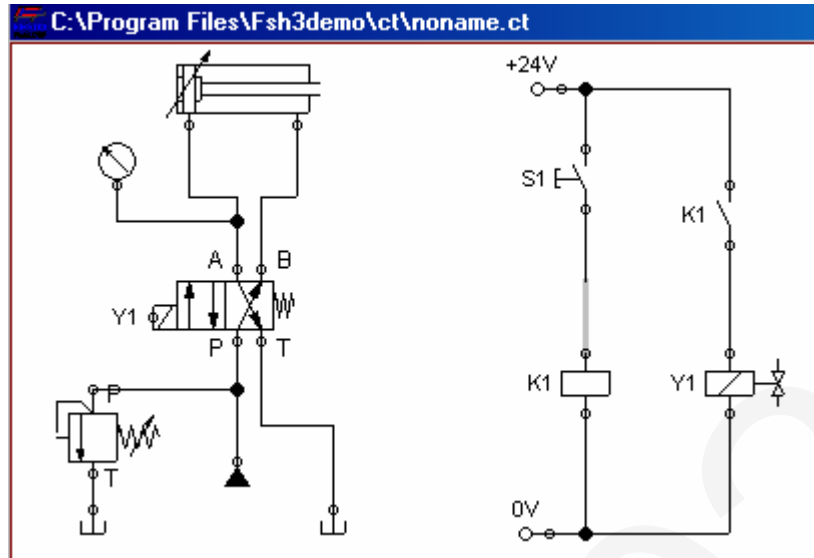 C:\Program Files\Fsh3demo\ct\noname.ct
+24V
S1
K1
A B
Y1
P T
P
K1 Y1
T
0V